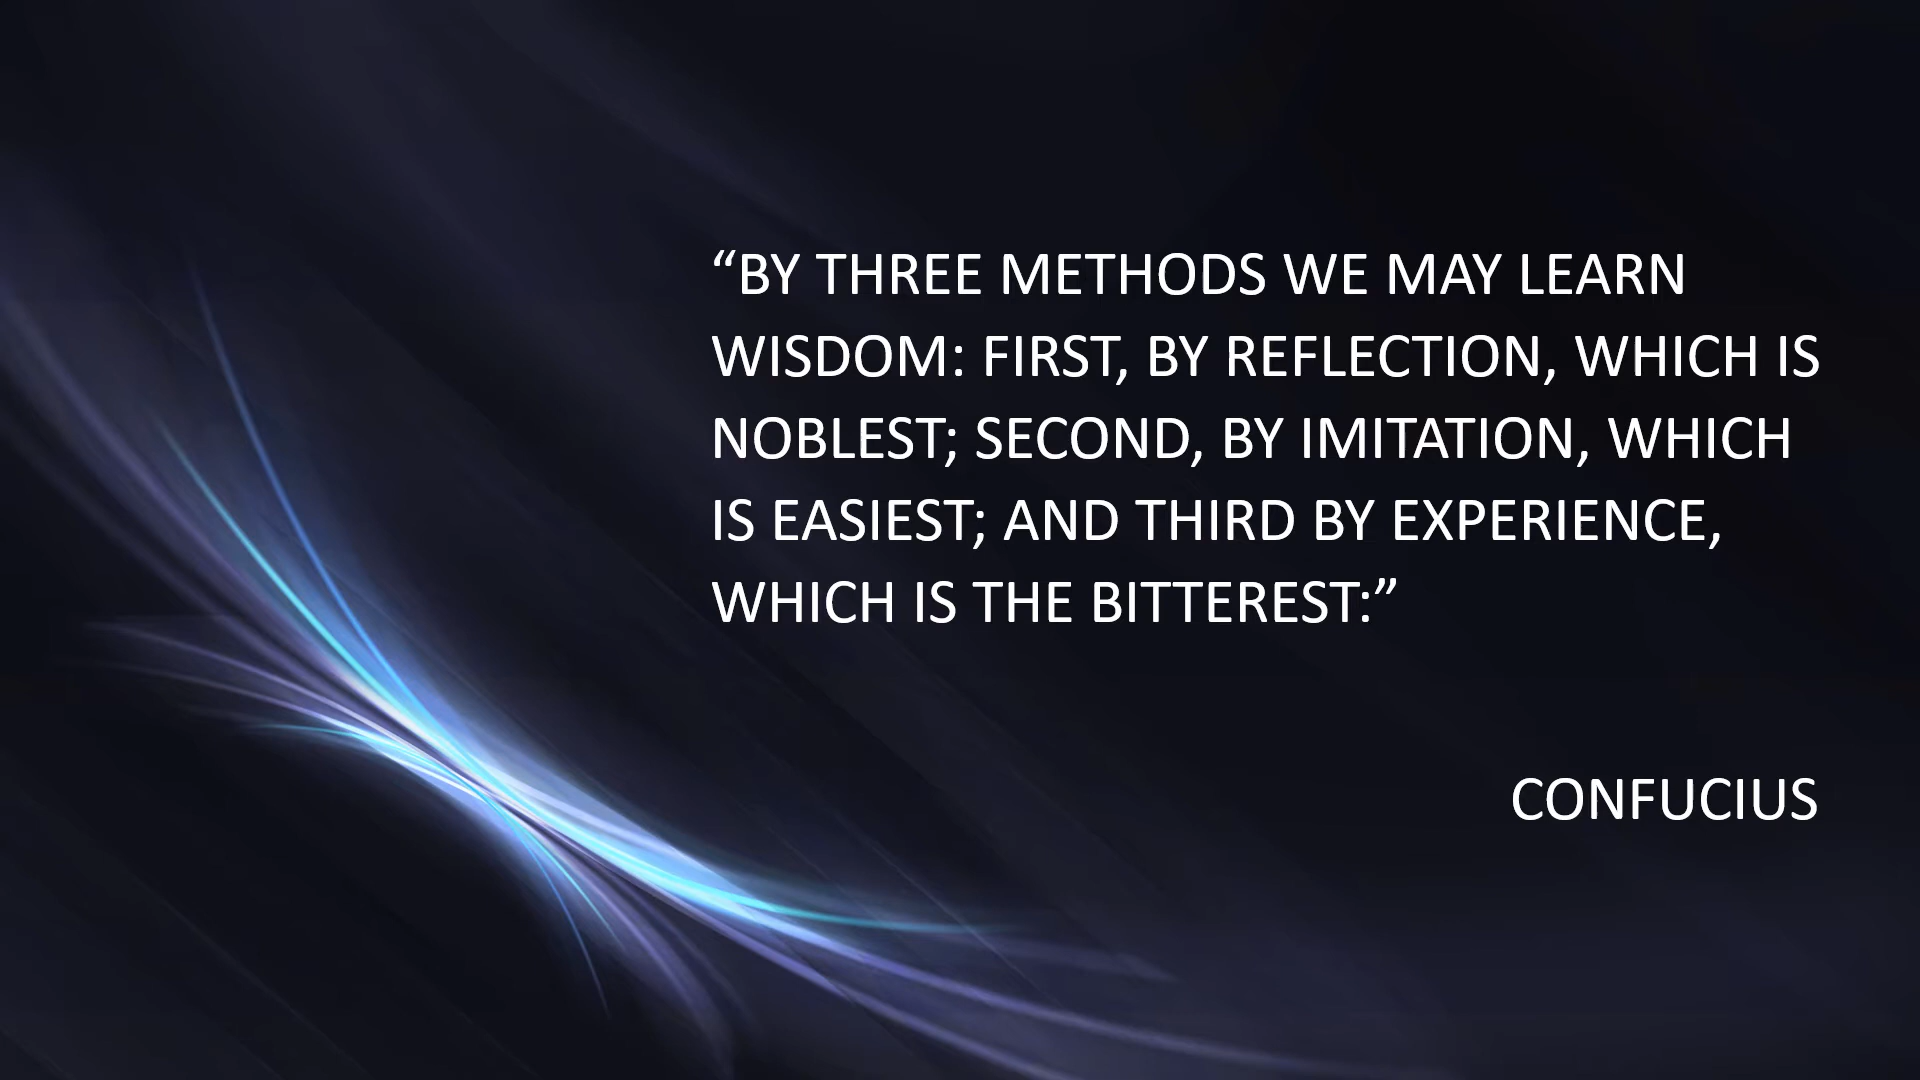 “BY THREE METHODS WE MAY LEARN
WISDOM: FIRST, BY REFLECTION, WHICH IS
NOBLEST; SECOND, BY IMITATION, WHICH
IS EASIEST; AND THIRD BY EXPERIENCE,
WHICH IS THE BITTEREST:”
CONFUCIUS